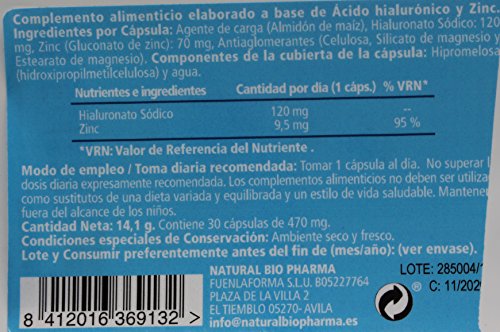 Complemento alimenticio elaborado a base de Ácido hialurónico y Zinc.
Ingredientes por Cápsula: Agente de carga (Almidón de maíz), Hialuronato Sódico: 120
mg, Zinc (Gluconato de zinc): 70 mg, Antiaglomerantes (Celulosa, Silicato de magnesio y
Estearato de magnesio). Componentes de la cubierta de la cápsula: Hipromelosa
(hidroxipropilmetilcelulosa) y agua.
Nutrientes e ingredientes Cantidad por día (1 cáps.) % VRN*
Hialuronato Sódico 120 mg --
Zinc 9,5 mg 95 %
*VRN: Valor de Referencia del Nutriente .
Modo de empleo / Toma diaria recomendada: Tomar 1 cápsula al día. No superar la
dosis diaria expresamente recomendada. Los complementos alimenticios no deben ser utilizados
como sustitutos de una dieta variada y equilibrada y un estilo de vida saludable. Mantener
fuera del alcance de los niños.
Cantidad Neta: 14,1 g. Contiene 30 cápsulas de 470 mg.
Condiciones especiales de Conservación: Ambiente seco y fresco.
Lote y Consumir preferentemente antes del fin de (mes/año): (ver envase).
NATURAL BIO PHARMA
FUENLAFORMA S.L.U. B05227764
PLAZA DE LA VILLA 2
EL TIEMBLO 05270- AVILA
info@naturalbiopharma.es
LOTE: 285004/1
C: 11/202
8 412016 369132 >